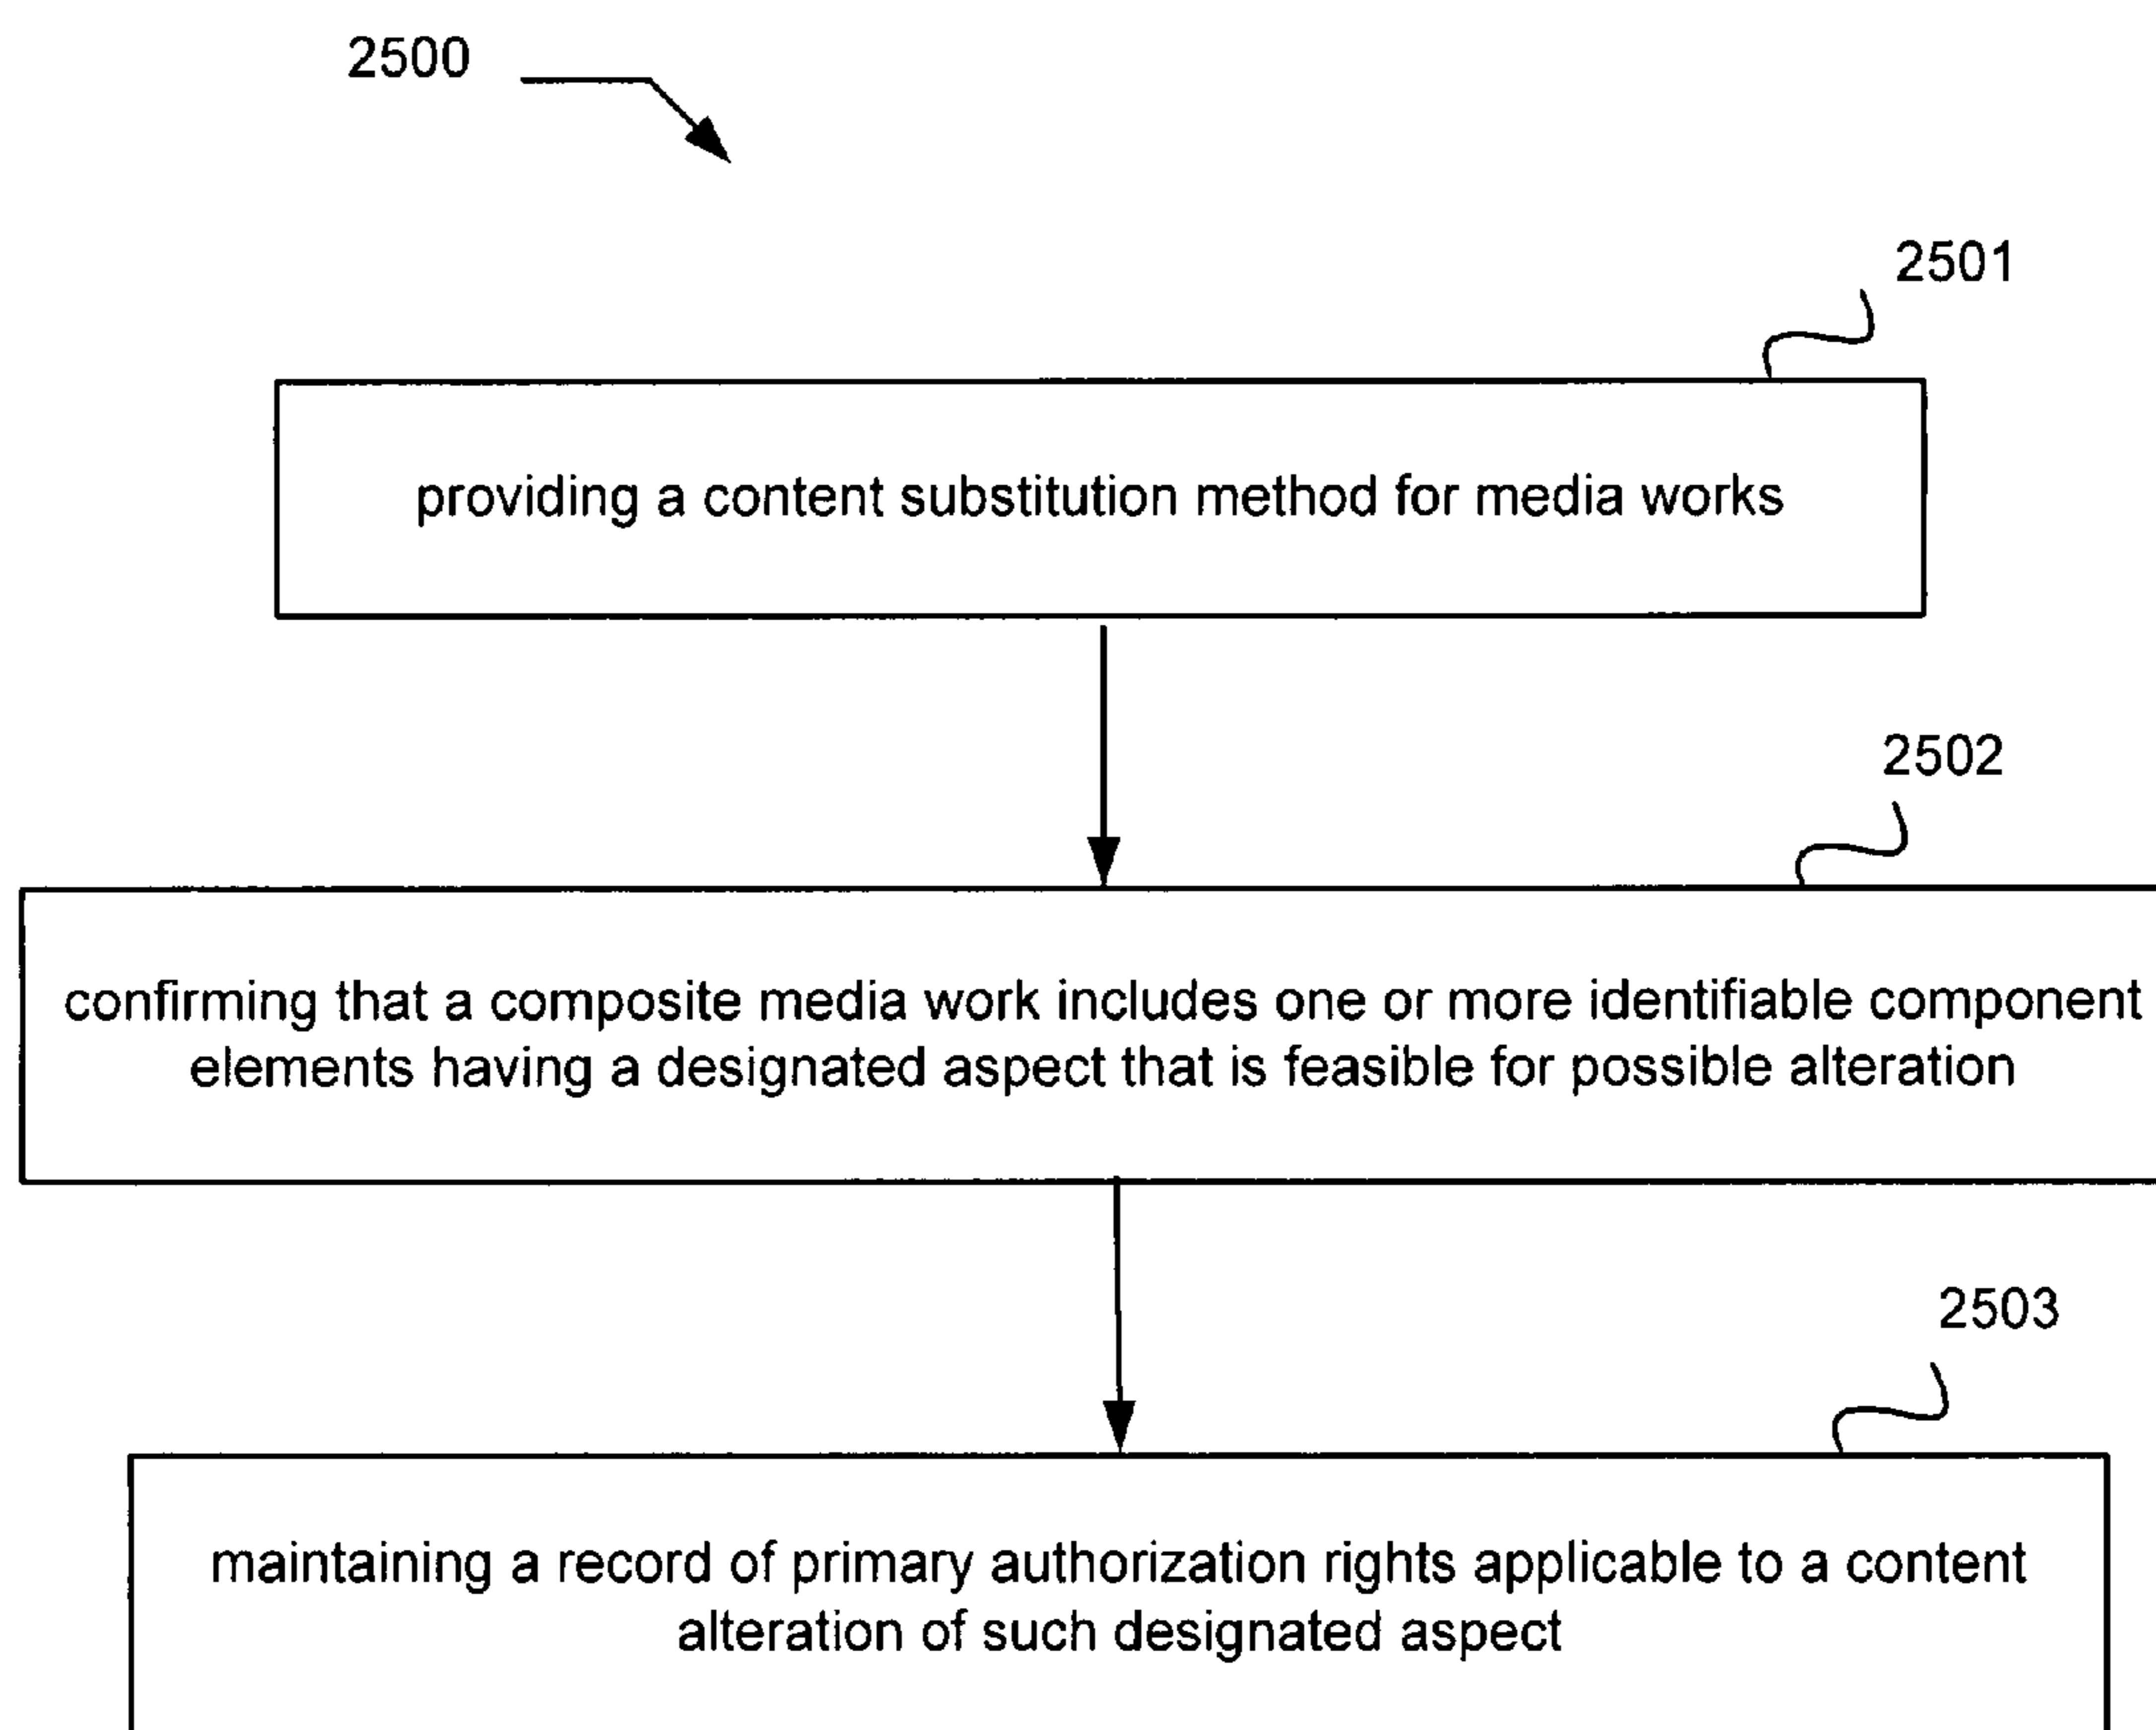 2500
2501
providing a content substitution method for media works
2502
confirming that a composite media work includes one or more identifiable component
elements having a designated aspect that is feasible for possible alteration
2503
maintaining a record of primary authorization rights applicable to a content
alteration of such designated aspect